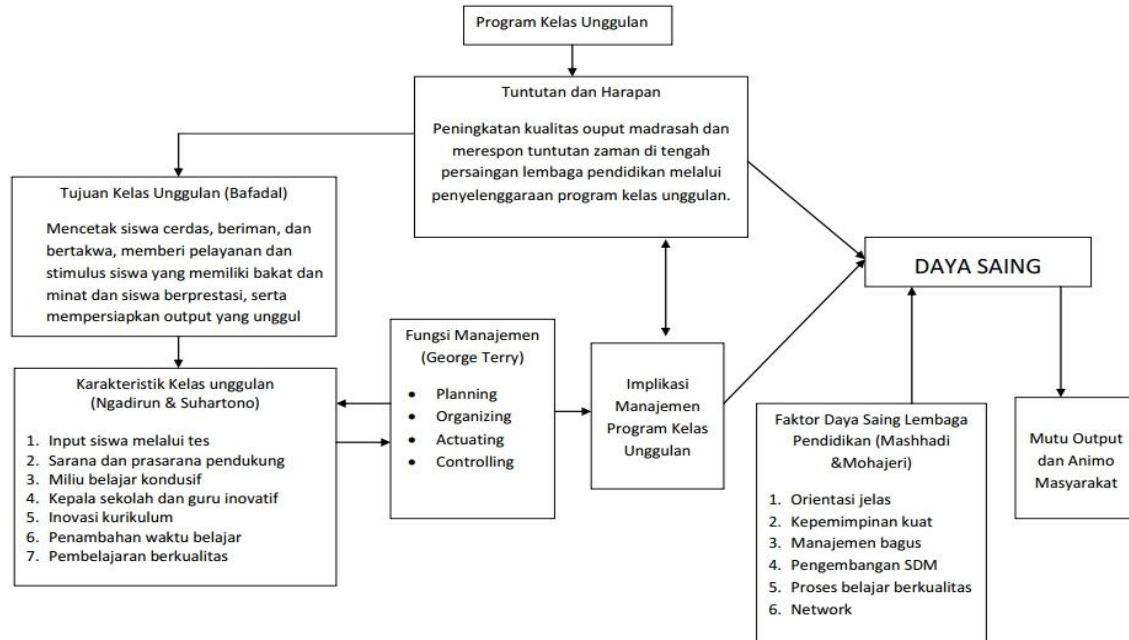 Program Kelas Unggulan
Tuntutan dan Harapan
Peningkatan kualitas ouput madrasah dan
merespon tuntutan zaman di tengah
persaingan lembaga pendidikan melalui
penyelenggaraan program kelas unggulan.
Tujuan Kelas Unggulan (Bafadal)
Mencetak siswa cerdas, beriman, dan
bertakwa, memberi pelayanan dan
stimulus siswa yang memiliki bakat dan
minat dan siswa berprestasi, serta
mempersiapkan output yang unggul
Karakteristik Kelas unggulan
(Ngadirun & Suhartono)
1. Input siswa melalui tes
2. Sarana dan prasarana pendukung
3. Miliu belajar kondusif
4. Kepala sekolah dan guru inovatif
5. Inovasi kurikulum
6. Penambahan waktu belajar
7. Pembelajaran berkualitas
Fungsi Manajemen
(George Terry)
• Planning
• Organizing
• Actuating
• Controlling
Implikasi
Manajemen
Program Kelas
Unggulan
DAYA SAING
Faktor Daya Saing Lembaga
Pendidikan (Mashhadi
&Mohajeri)
1. Orientasi jelas
2. Kepemimpinan kuat
3. Manajemen bagus
4. Pengembangan SDM
5. Proses belajar berkualitas
6. Network
Mutu Output
dan Animo
Masyarakat